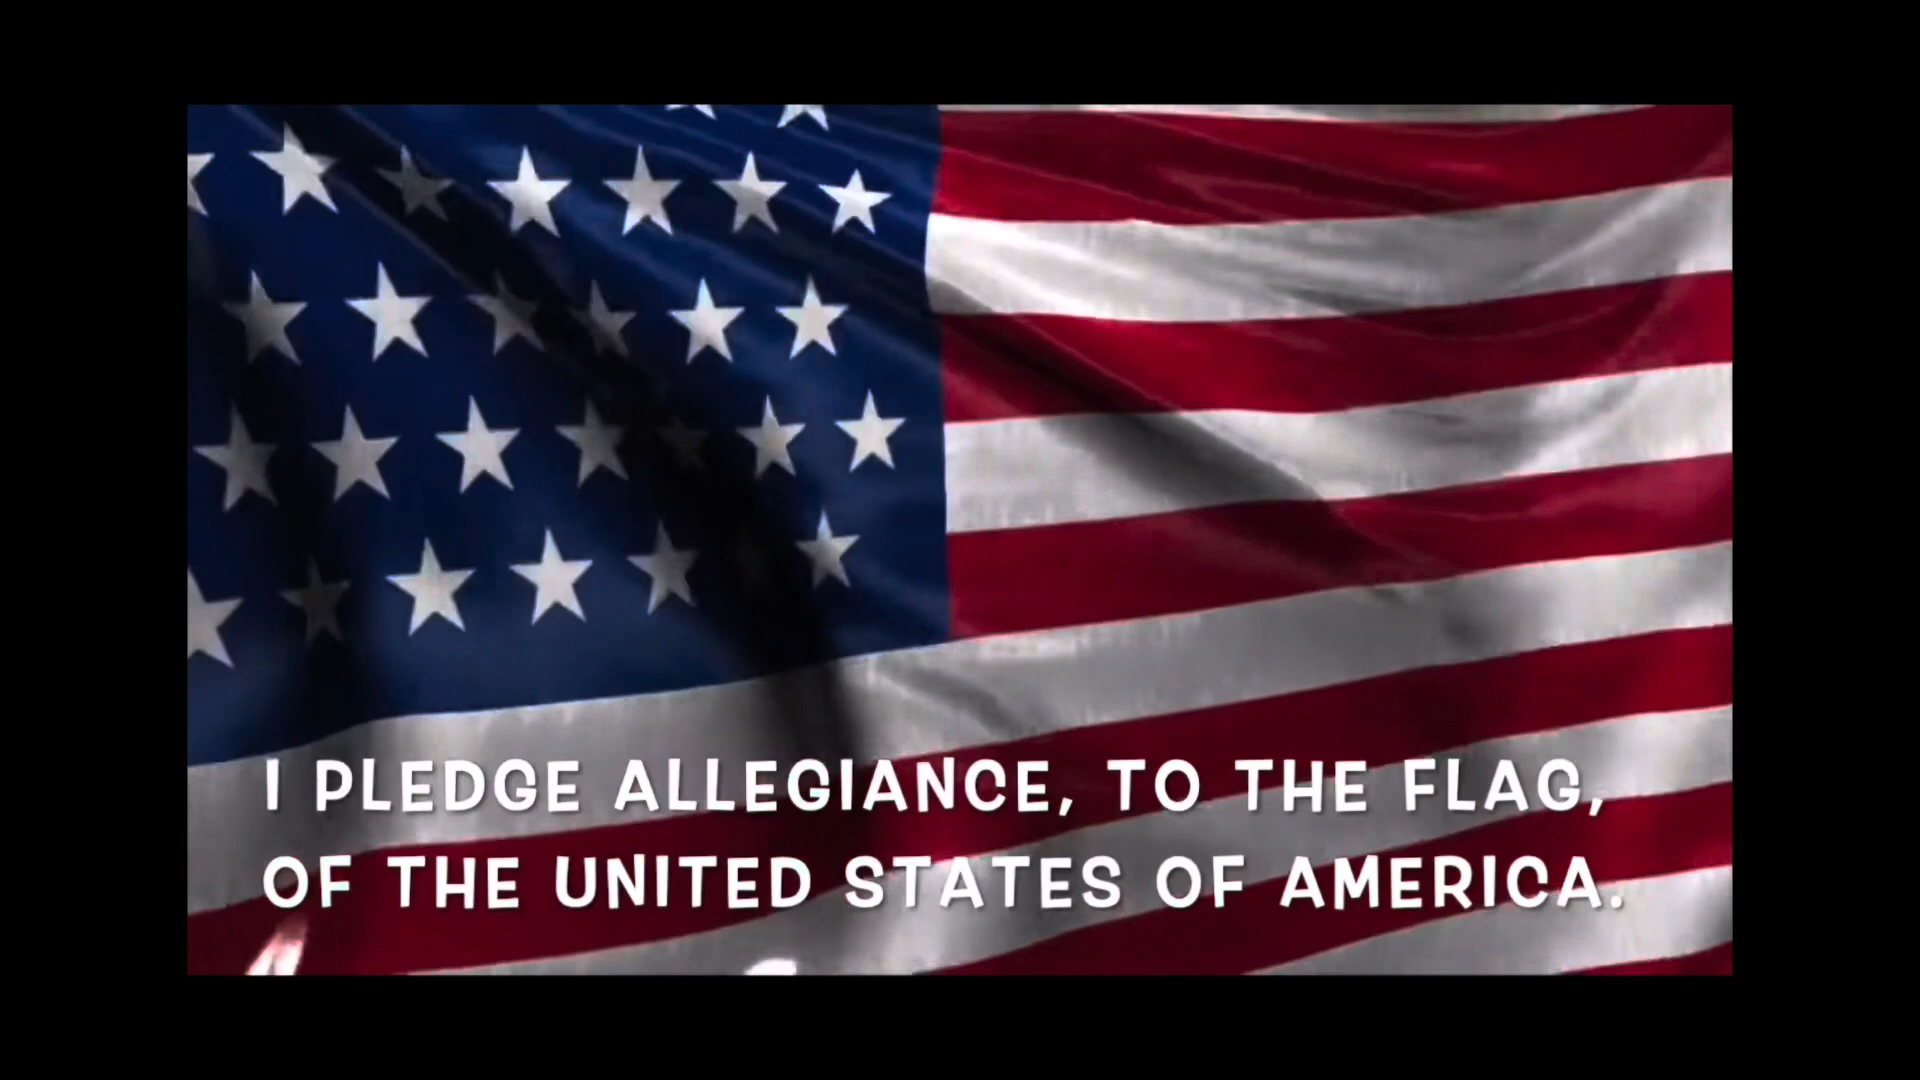 I PLEDGE ALLEGIANCE, TO THE FLAG,
OF THE UNITED STATES OF AMERICA.